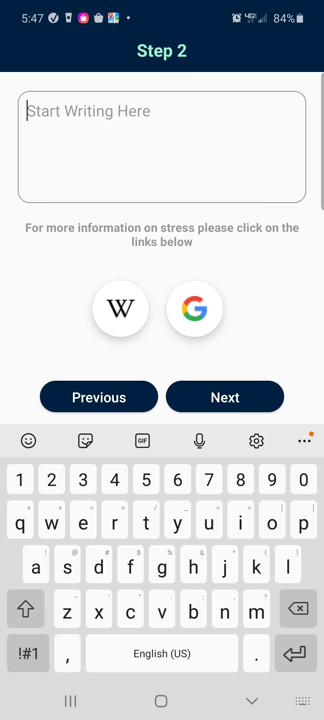 5:47
84%
Step 2
Start Writing Here
For more information on stress please click on the
links below
W G
Previous Next
GIF
1 2 3 4 5 6 7 8 9 0
q w e r t y u i o p
a s d f g h j k l
z x c v b n m
!#1 , English (US) .